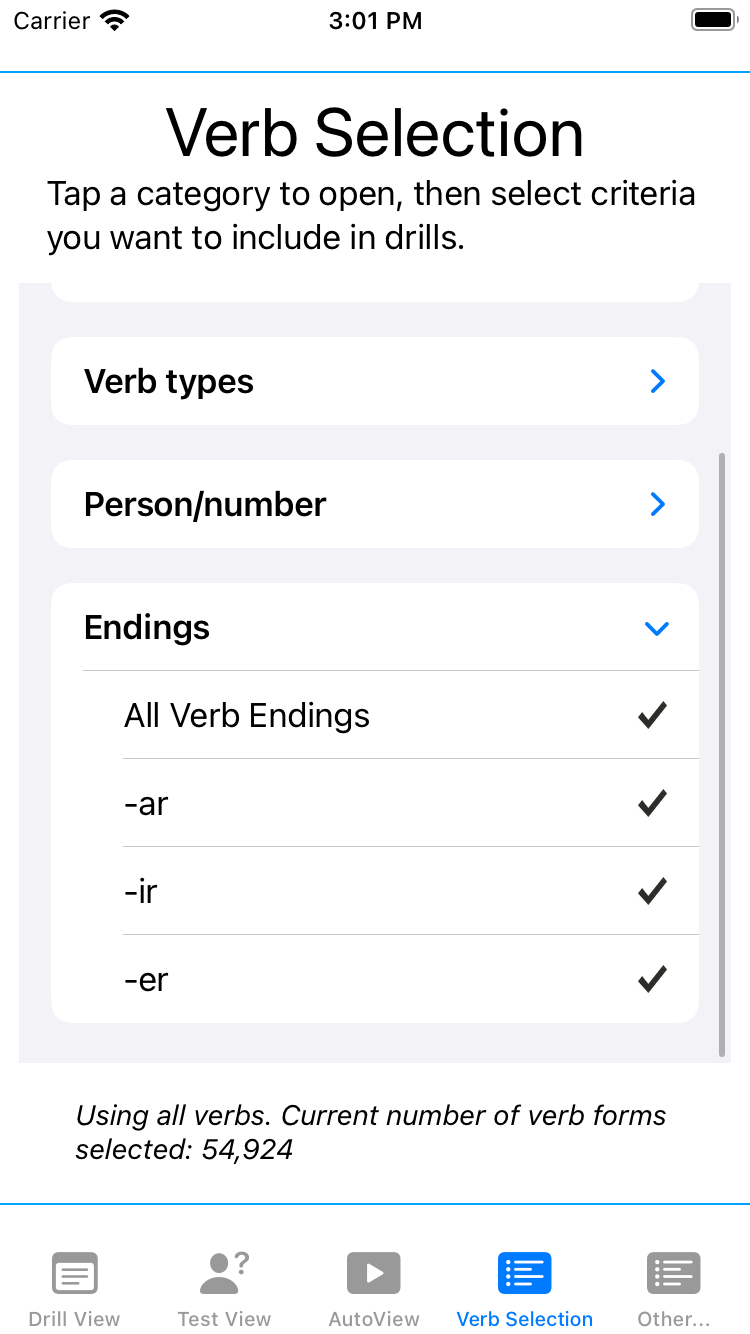 Carrier 3:01 PM
Verb Selection
Tap a category to open, then select criteria
you want to include in drills.
Verb types
Person/number
Endings
All Verb Endings
-ar
-ir
-er
Using all verbs. Current number of verb forms
selected: 54,924
?
Drill View Test View AutoView Verb Selection Other...